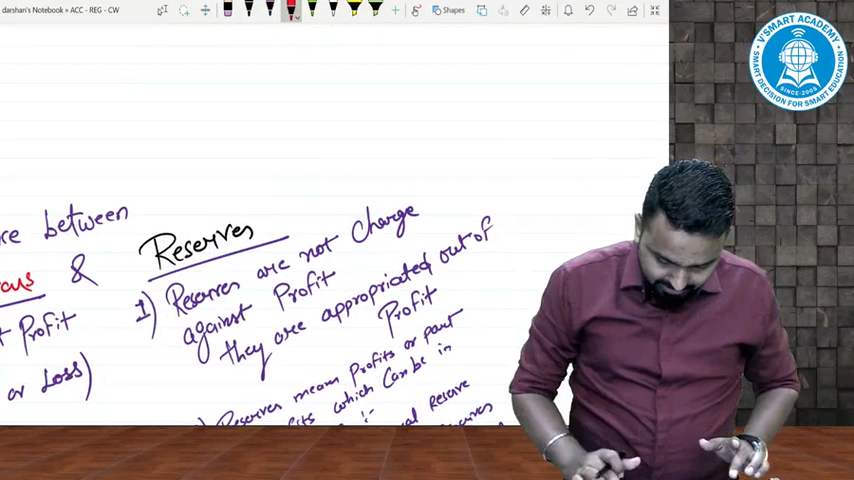 darshan's Notebook » ACC - REG - CW
Shapes
V'SMART ACADEMY
SMART DECISION FOR SMART EDUCATION
SINCE-2005
between
&
Profit
or Loss)
Reserves
1) Reserves are not charge
against Profit
they are appropriated out of
Profit
Reserves mean Profits or part
which can be in
Reserve